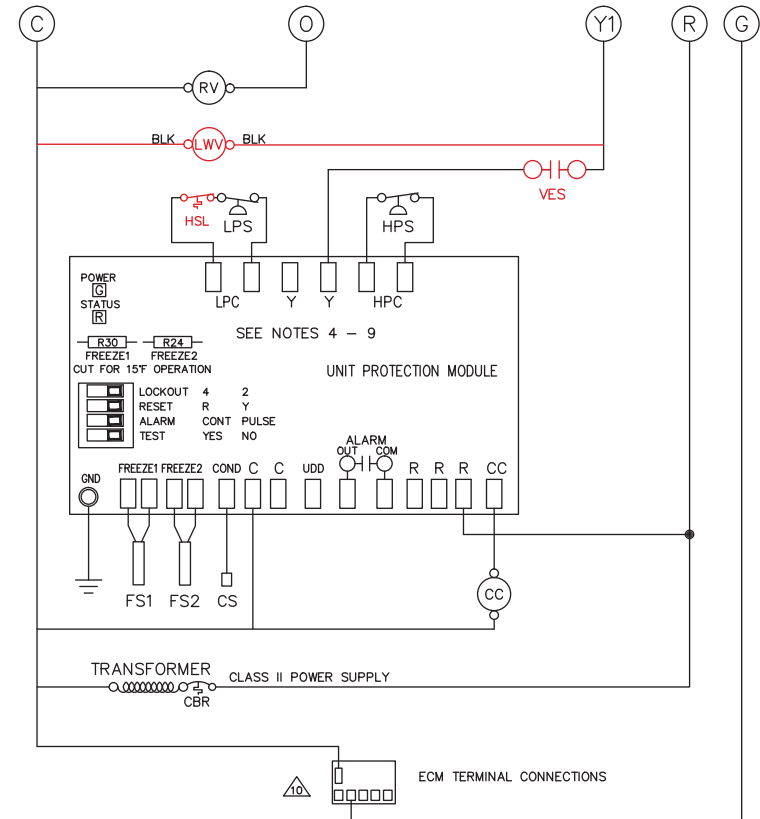 C O Y1 R G
RV
BLK LWV BLK
VES
HSL LPS HPS
LPC Y Y HPC
POWER
G
STATUS
R
SEE NOTES 4 – 9
R30 R24
FREEZE1 FREEZE2
CUT FOR 15°F OPERATION
UNIT PROTECTION MODULE
LOCKOUT 4 2
RESET R Y
ALARM CONT PULSE
TEST YES NO
ALARM
OUT COM
GND FREEZE1 FREEZE2 COND C C UDD R R R CC
FS1 FS2 CS
CC
TRANSFORMER
CLASS II POWER SUPPLY
CBR
10
ECM TERMINAL CONNECTIONS